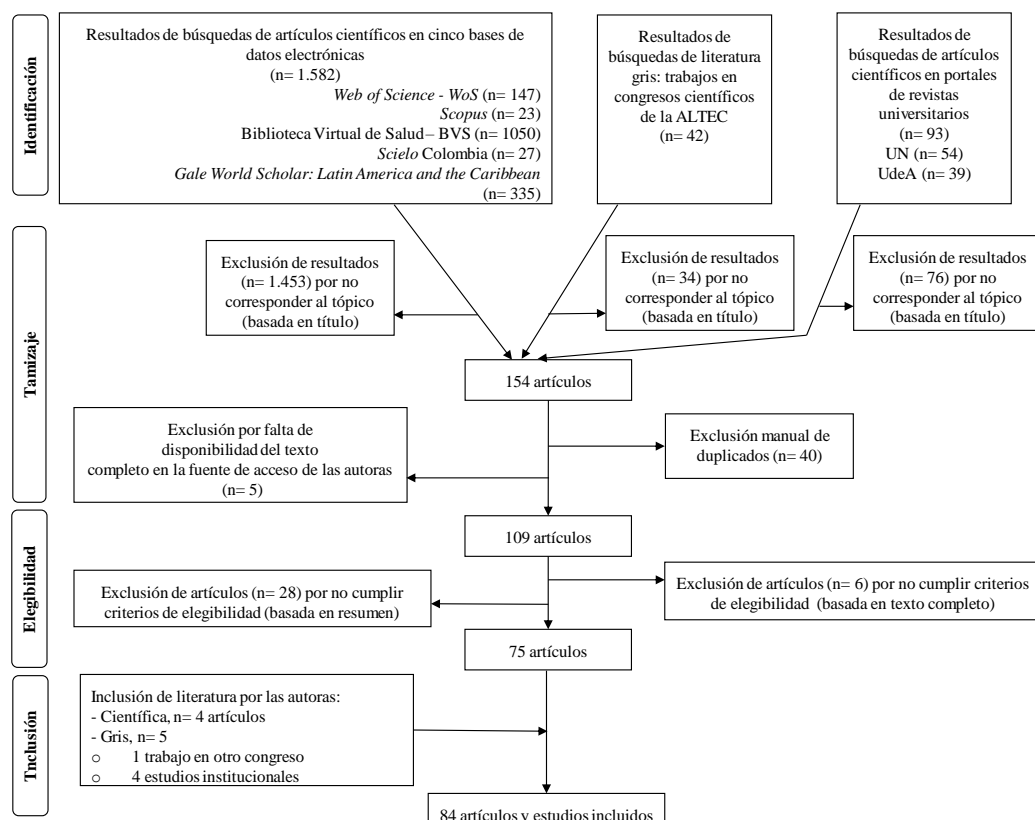 Identificación
Resultados de búsquedas de artículos científicos en cinco bases de
datos electrónicas
(n= 1.582)
Web of Science - WoS (n= 147)
Scopus (n= 23)
Biblioteca Virtual de Salud– BVS (n= 1050)
Scielo Colombia (n= 27)
Gale World Scholar: Latin America and the Caribbean
(n= 335)
Resultados de
búsquedas de literatura
gris: trabajos en
congresos científicos
de la ALTEC
(n= 42)
Resultados de
búsquedas de artículos
científicos en portales
de revistas
universitarios
(n= 93)
UN (n= 54)
UdeA (n= 39)
Tamizaje
Exclusión de resultados
(n= 1.453) por no
corresponder al tópico
(basada en título)
Exclusión de resultados
(n= 34) por no
corresponder al tópico
(basada en título)
Exclusión de resultados
(n= 76) por no
corresponder al tópico
(basada en título)
154 artículos
Exclusión por falta de
disponibilidad del texto
completo en la fuente de acceso de las autoras
(n= 5)
Exclusión manual de
duplicados (n= 40)
109 artículos
Elegibilidad
Exclusión de artículos (n= 28) por no cumplir
criterios de elegibilidad (basada en resumen)
Exclusión de artículos (n= 6) por no cumplir criterios
de elegibilidad (basada en texto completo)
75 artículos
Tnclusión
Inclusión de literatura por las autoras:
- Científica, n= 4 artículos
- Gris, n= 5
o 1 trabajo en otro congreso
o 4 estudios institucionales
84 artículos y estudios incluidos